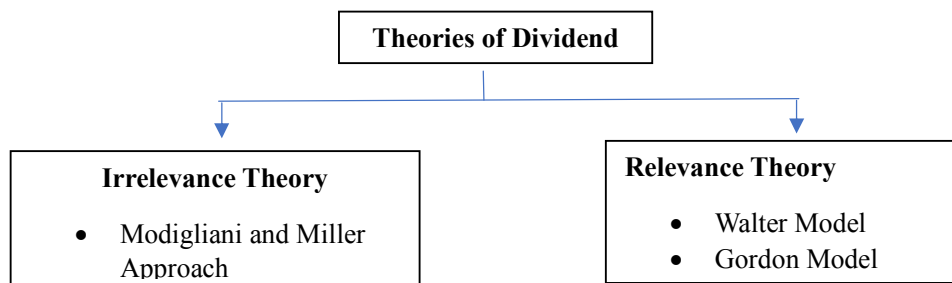 Theories of Dividend
Irrelevance Theory
• Modigliani and Miller
Approach
Relevance Theory
• Walter Model
• Gordon Model